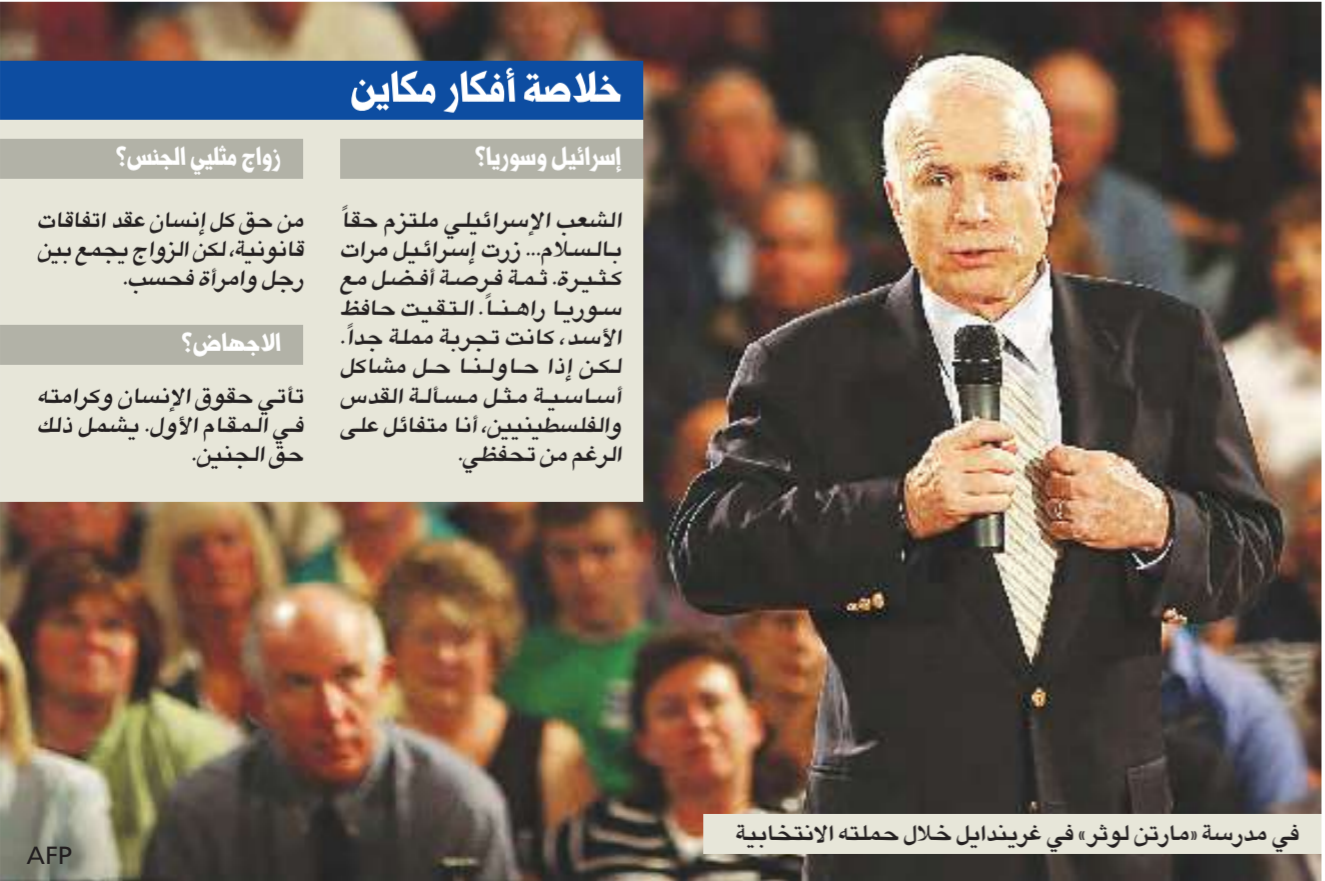 خلاصة أفكار مكاين
إسرائيل وسوريا؟
الشعب الإسرائيلي ملتزم حقاً
بالسلام... زرت إسرائيل مرات
كثيرة. ثمة فرصة أفضل مع
سوريا راهناً. التقيت حافظ
الأسد، كانت تجربة مملة جداً.
لكن إذا حاولنا حل مشاكل
أساسية مثل مسألة القدس
والفلسطينيين، أنا متفائل على
الرغم من تحفظي.
زواج مثليي الجنس؟
من حق كل إنسان عقد اتفاقات
قانونية، لكن الزواج يجمع بين
رجل وامرأة فحسب.
الاجهاض؟
تأتي حقوق الإنسان وكرامته
في المقام الأول. يشمل ذلك
حق الجنين.
في مدرسة «مارتن لوثر» في غريندايل خلال حملته الانتخابية
AFP